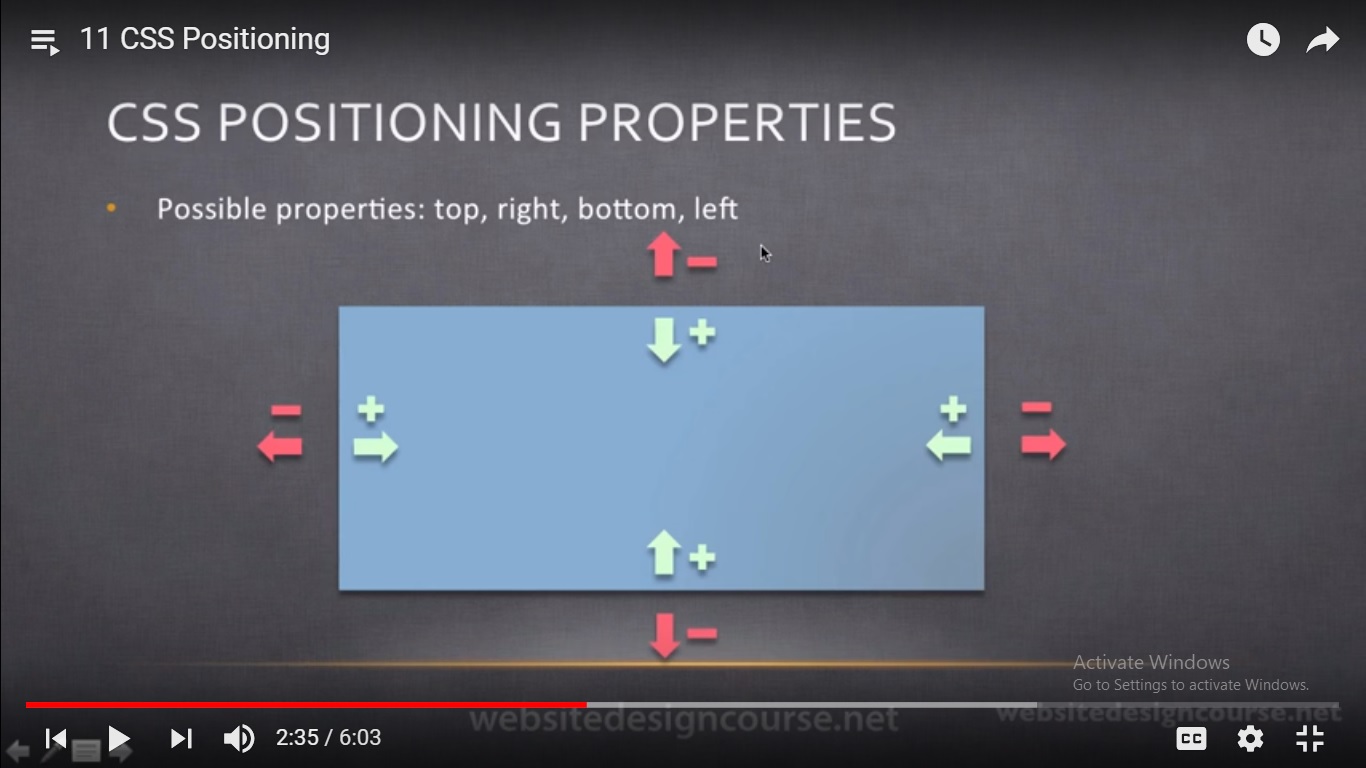 11 CSS Positioning
CSS POSITIONING PROPERTIES
• Possible properties: top, right, bottom, left
Activate Windows
Go to Settings to activate Windows.
websitedesigncourse.net
websitedesigncourse.net
2:35 / 6:03
CC